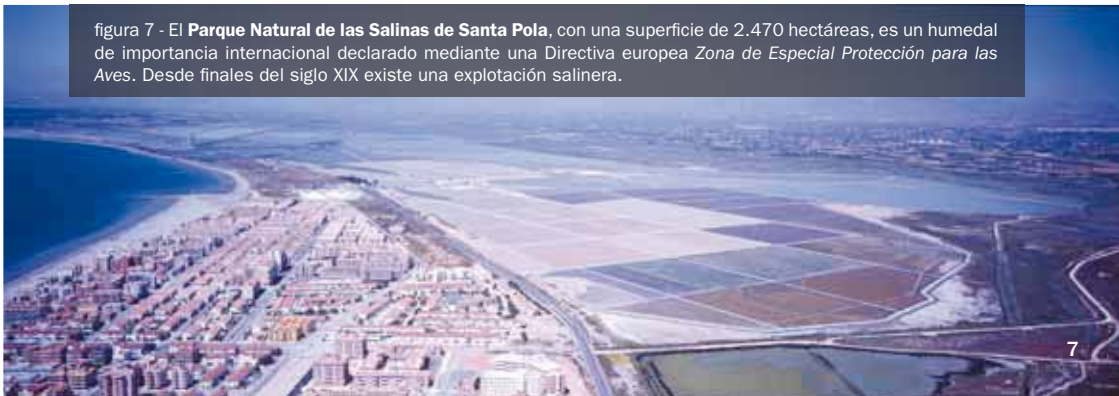 figura 7 - El Parque Natural de las Salinas de Santa Pola, con una superficie de 2.470 hectáreas, es un humedal
de importancia internacional declarado mediante una Directiva europea Zona de Especial Protección para las
Aves. Desde finales del siglo XIX existe una explotación salinera.
7